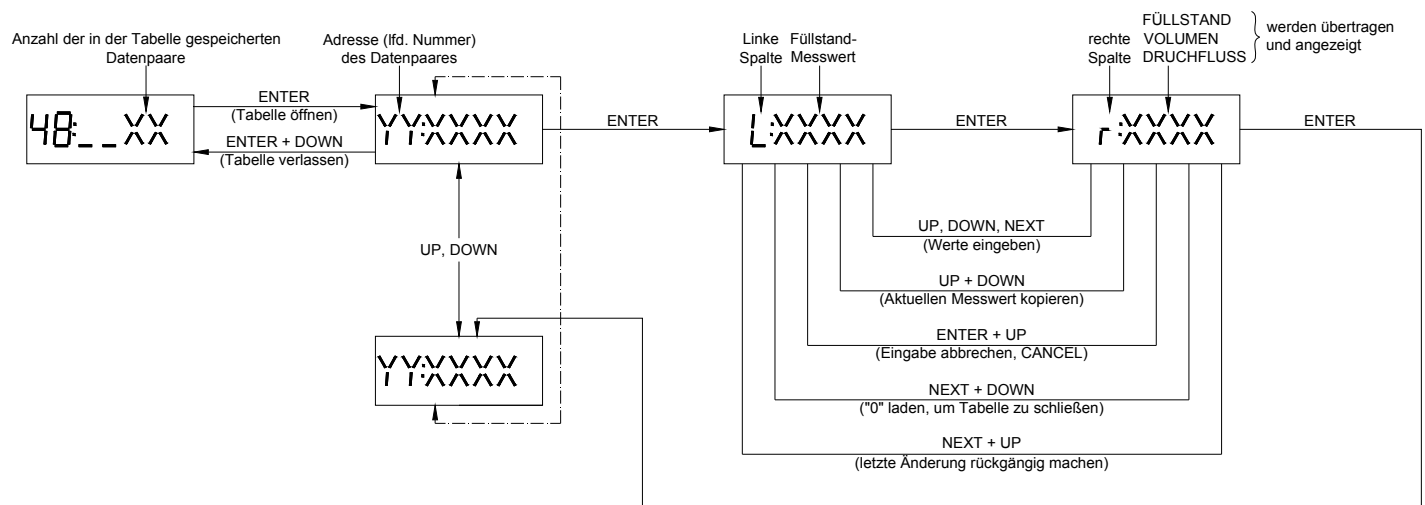 Anzahl der in der Tabelle gespeicherten
Datenpaare
Adresse (lfd. Nummer)
des Datenpaares
Linke
Spalte
Füllstand-
Messwert
rechte
Spalte
FÜLLSTAND
VOLUMEN
DRUCHFLUSS
werden übertragen
und angezeigt
48:_ _XX
ENTER
(Tabelle öffnen)
ENTER + DOWN
(Tabelle verlassen)
YY:XXXX
ENTER
L:XXXX
ENTER
r:XXXX
ENTER
UP, DOWN
YY:XXXX
UP, DOWN, NEXT
(Werte eingeben)
UP + DOWN
(Aktuellen Messwert kopieren)
ENTER + UP
(Eingabe abbrechen, CANCEL)
NEXT + DOWN
("0" laden, um Tabelle zu schließen)
NEXT + UP
(letzte Änderung rückgängig machen)